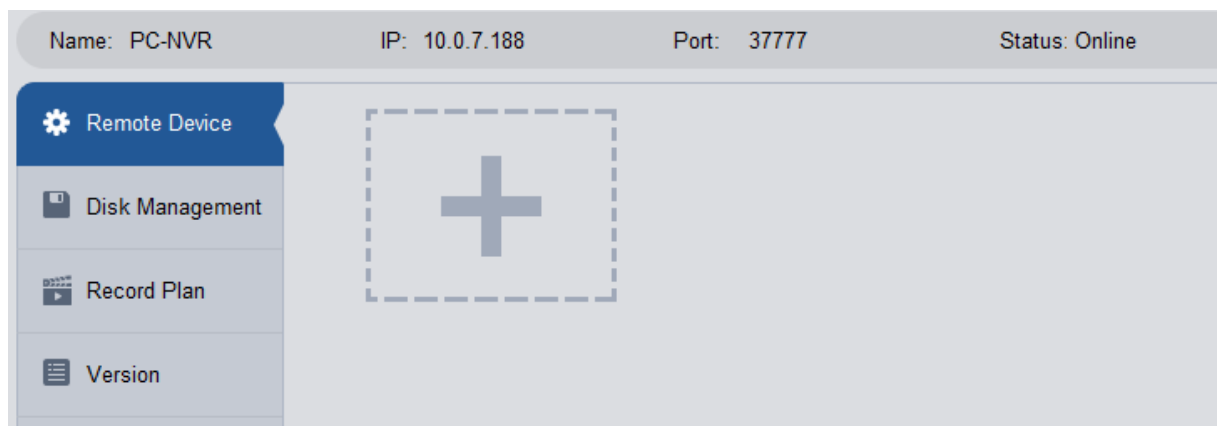 Name: PC-NVR IP: 10.0.7.188 Port: 37777 Status: Online
Remote Device
Disk Management
Record Plan
Version